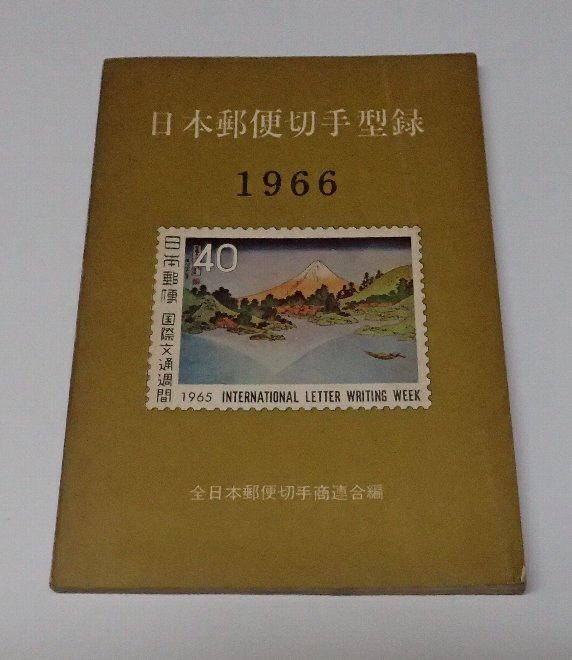 日本郵便切手型録
1966
日本郵便
40
国際文通週間
1965 INTERNATIONAL LETTER WRITING WEEK
全日本郵便切手商連合編